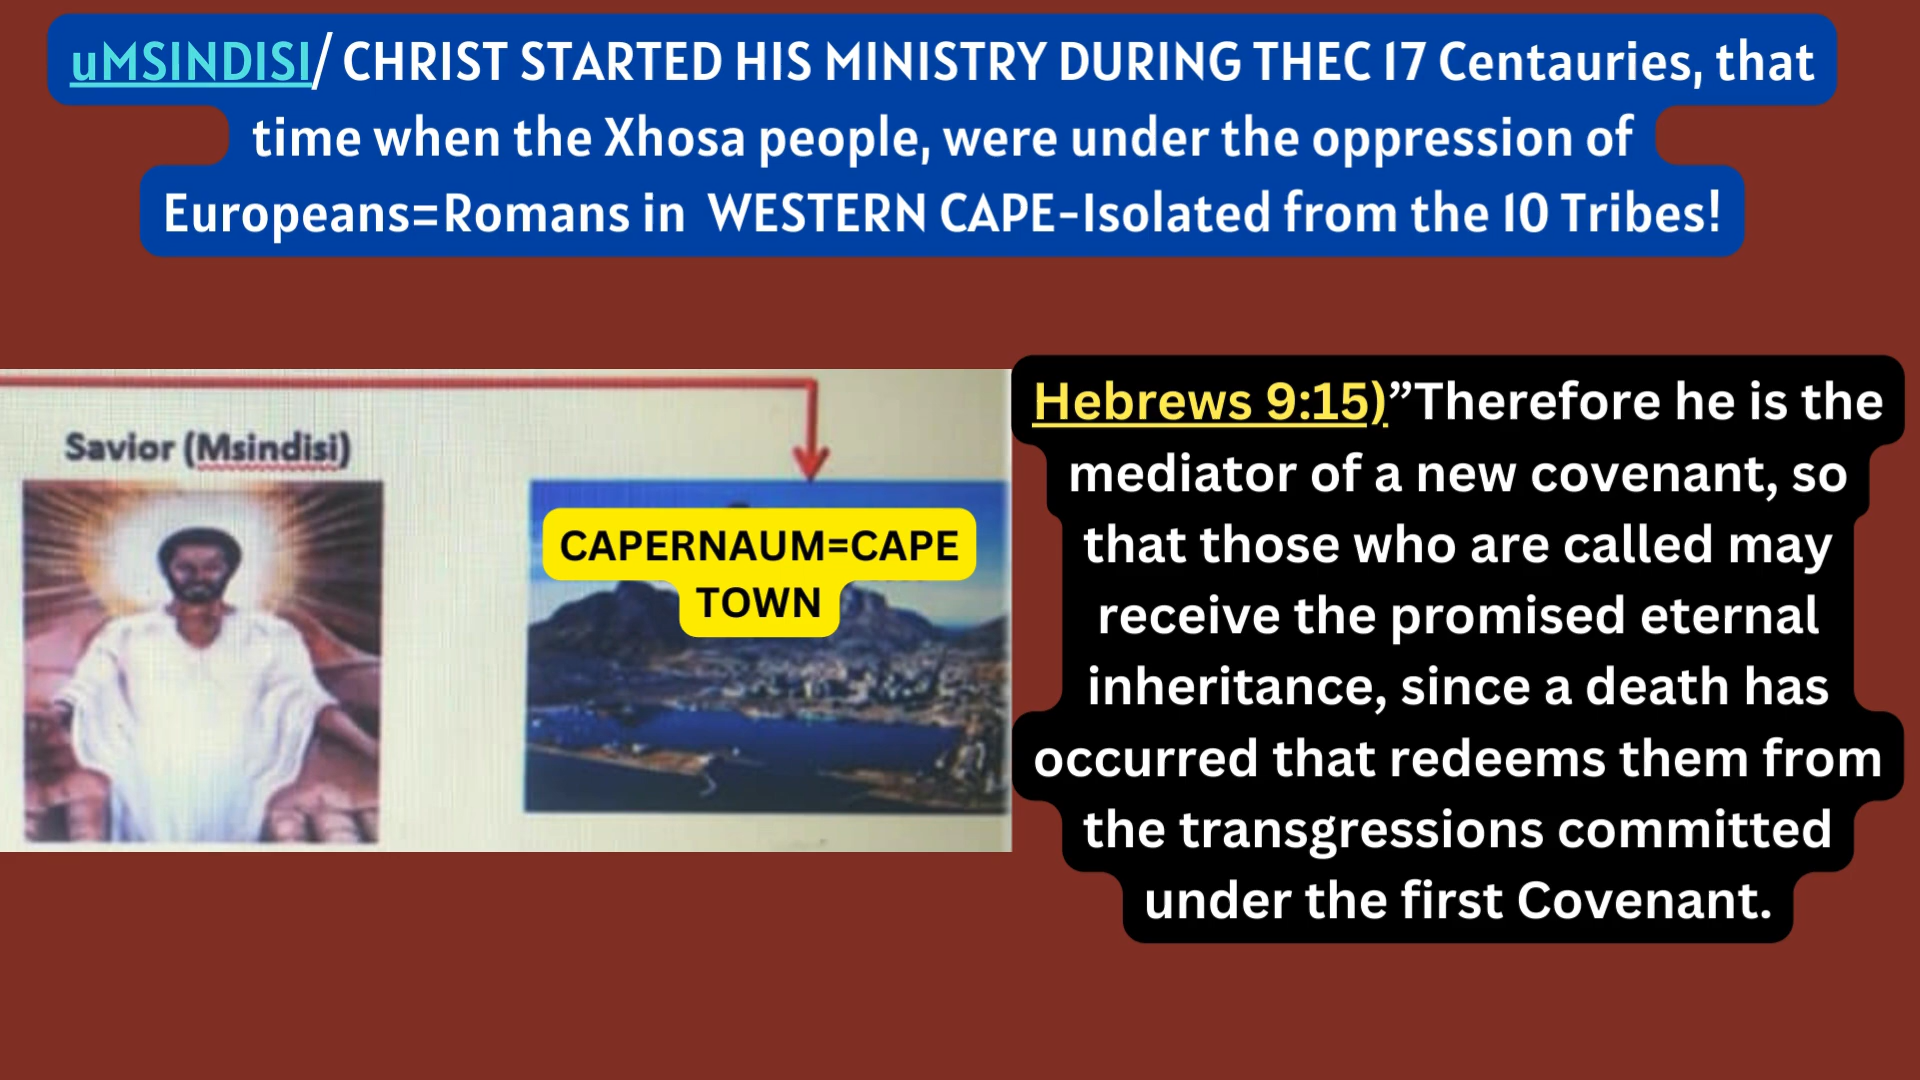 uMSINDISI/ CHRIST STARTED HIS MINISTRY DURING THEC 17 Centauries, that
time when the Xhosa people, were under the oppression of
Europeans=Romans in WESTERN CAPE-Isolated from the 10 Tribes!
Savior (Msindisi)
CAPERNAUM=CAPE
TOWN
Hebrews 9:15)”Therefore he is the
mediator of a new covenant, so
that those who are called may
receive the promised eternal
inheritance, since a death has
occurred that redeems them from
the transgressions committed
under the first Covenant.